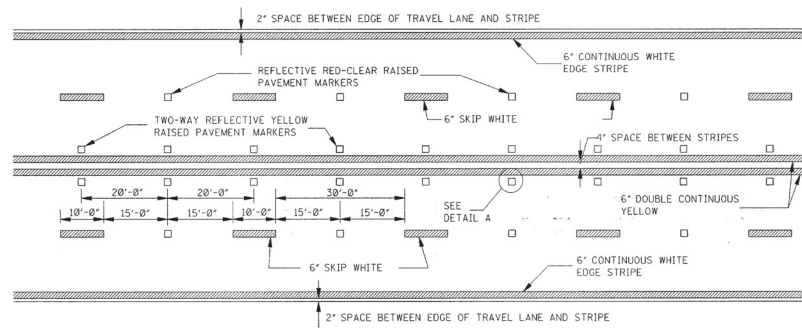 2" SPACE BETWEEN EDGE OF TRAVEL LANE AND STRIPE
6" CONTINUOUS WHITE
EDGE STRIPE
REFLECTIVE RED-CLEAR RAISED
PAVEMENT MARKERS
TWO-WAY REFLECTIVE YELLOW
RAISED PAVEMENT MARKERS
6" SKIP WHITE
4" SPACE BETWEEN STRIPES
20'-0"
20'-0"
30'-0"
10'-0"
15'-0"
15'-0"
10'-0"
15'-0"
15'-0"
SEE
DETAIL A
6" DOUBLE CONTINUOUS
YELLOW
6" SKIP WHITE
6" CONTINUOUS WHITE
EDGE STRIPE
2" SPACE BETWEEN EDGE OF TRAVEL LANE AND STRIPE